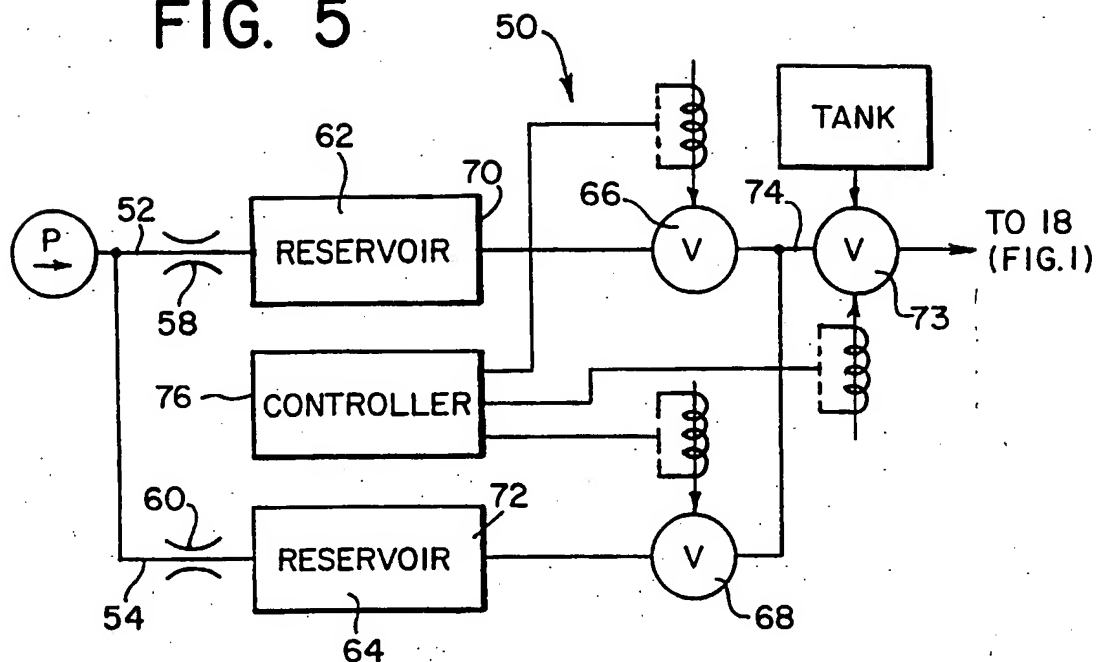 FIG. 5
50
TANK
62
70
66
74
52
P
RESERVOIR
V
V
TO 18
(FIG. 1)
58
73
76
CONTROLLER
60
72
RESERVOIR
V
54
64
68